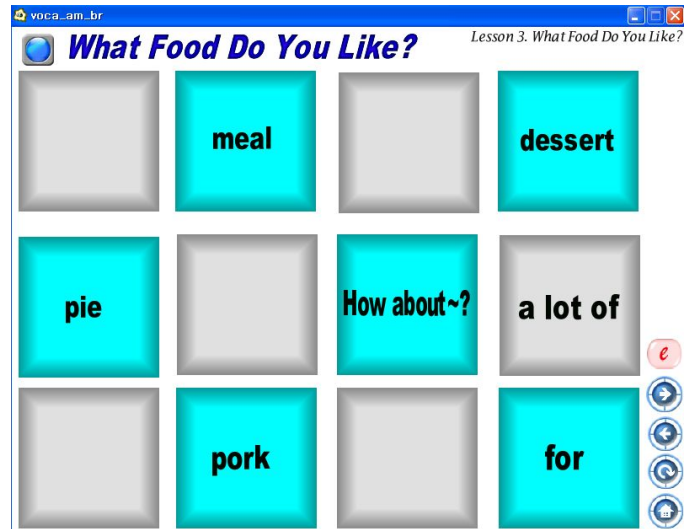 voca_am_br
What Food Do You Like?
Lesson 3. What Food Do You Like?
meal
dessert
pie
How about~?
a lot of
e
pork
for